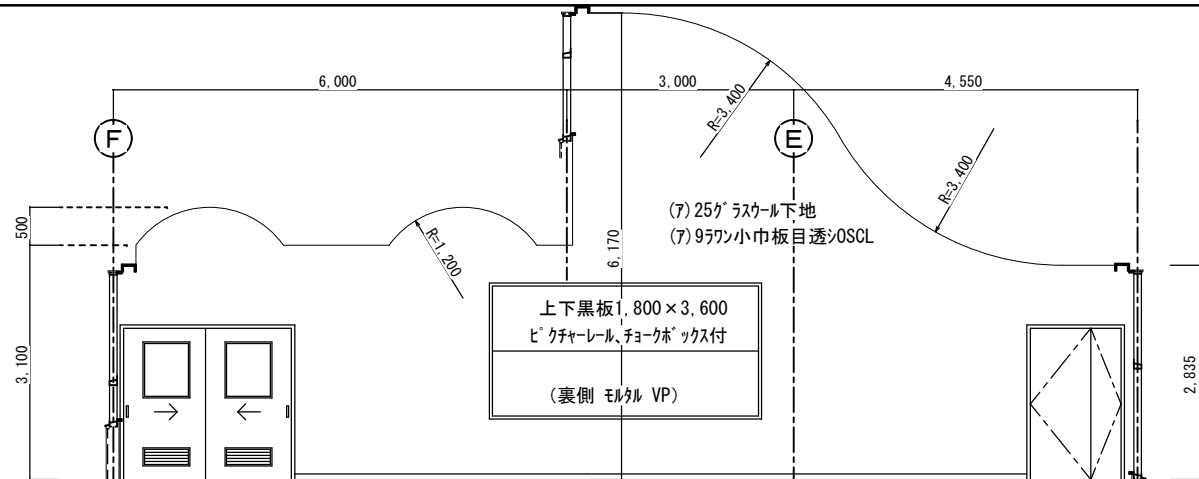 6,000
3,000
4,550
F
E
R=3,400
R=3,400
500
R=1,200
6,170
(ア)25グラスウール下地
(ア)9ラワン小巾板目透シOSCL
上下黒板1,800×3,600
ピクチャーレール、チョークボックス付
(裏側 モルタル VP)
3,100
2,835